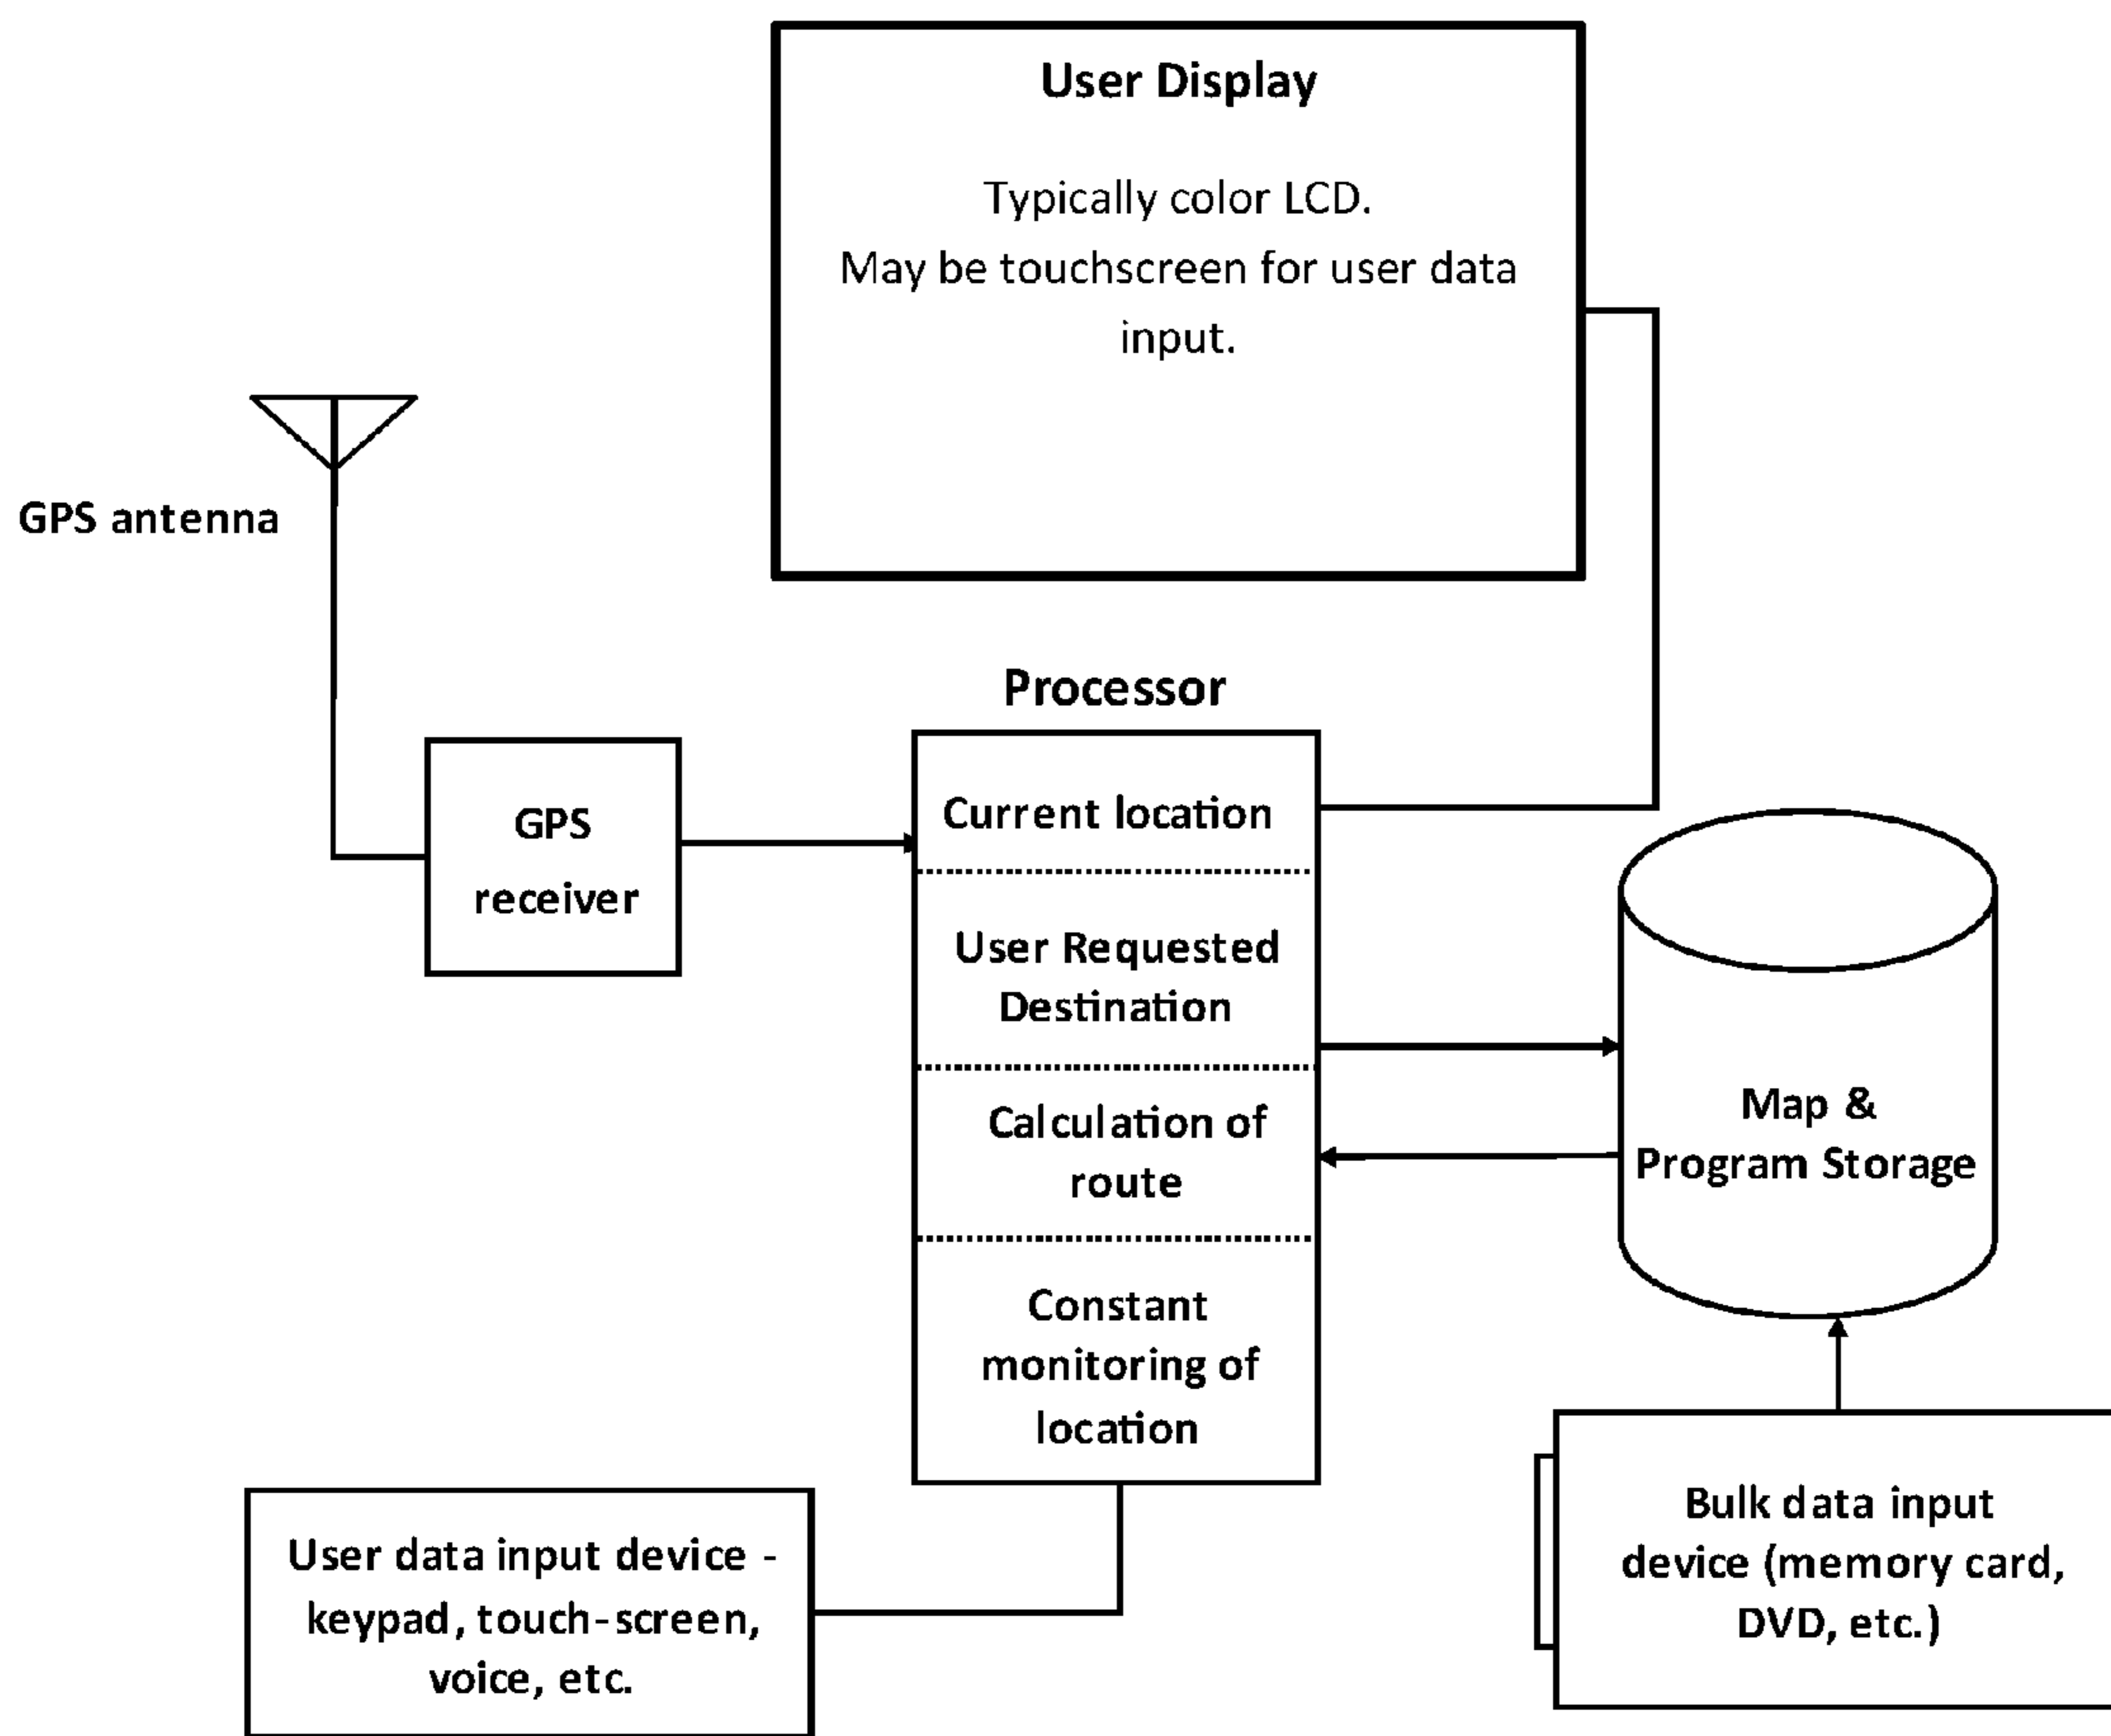 User Display
Typically color LCD.
May be touchscreen for user data
input.
GPS antenna
Processor
GPS
receiver
Current location
User Requested
Destination
Calculation of
route
Constant
monitoring of
location
Map &
Program Storage
User data input device -
keypad, touch-screen,
voice, etc.
Bulk data input
device (memory card,
DVD, etc.)